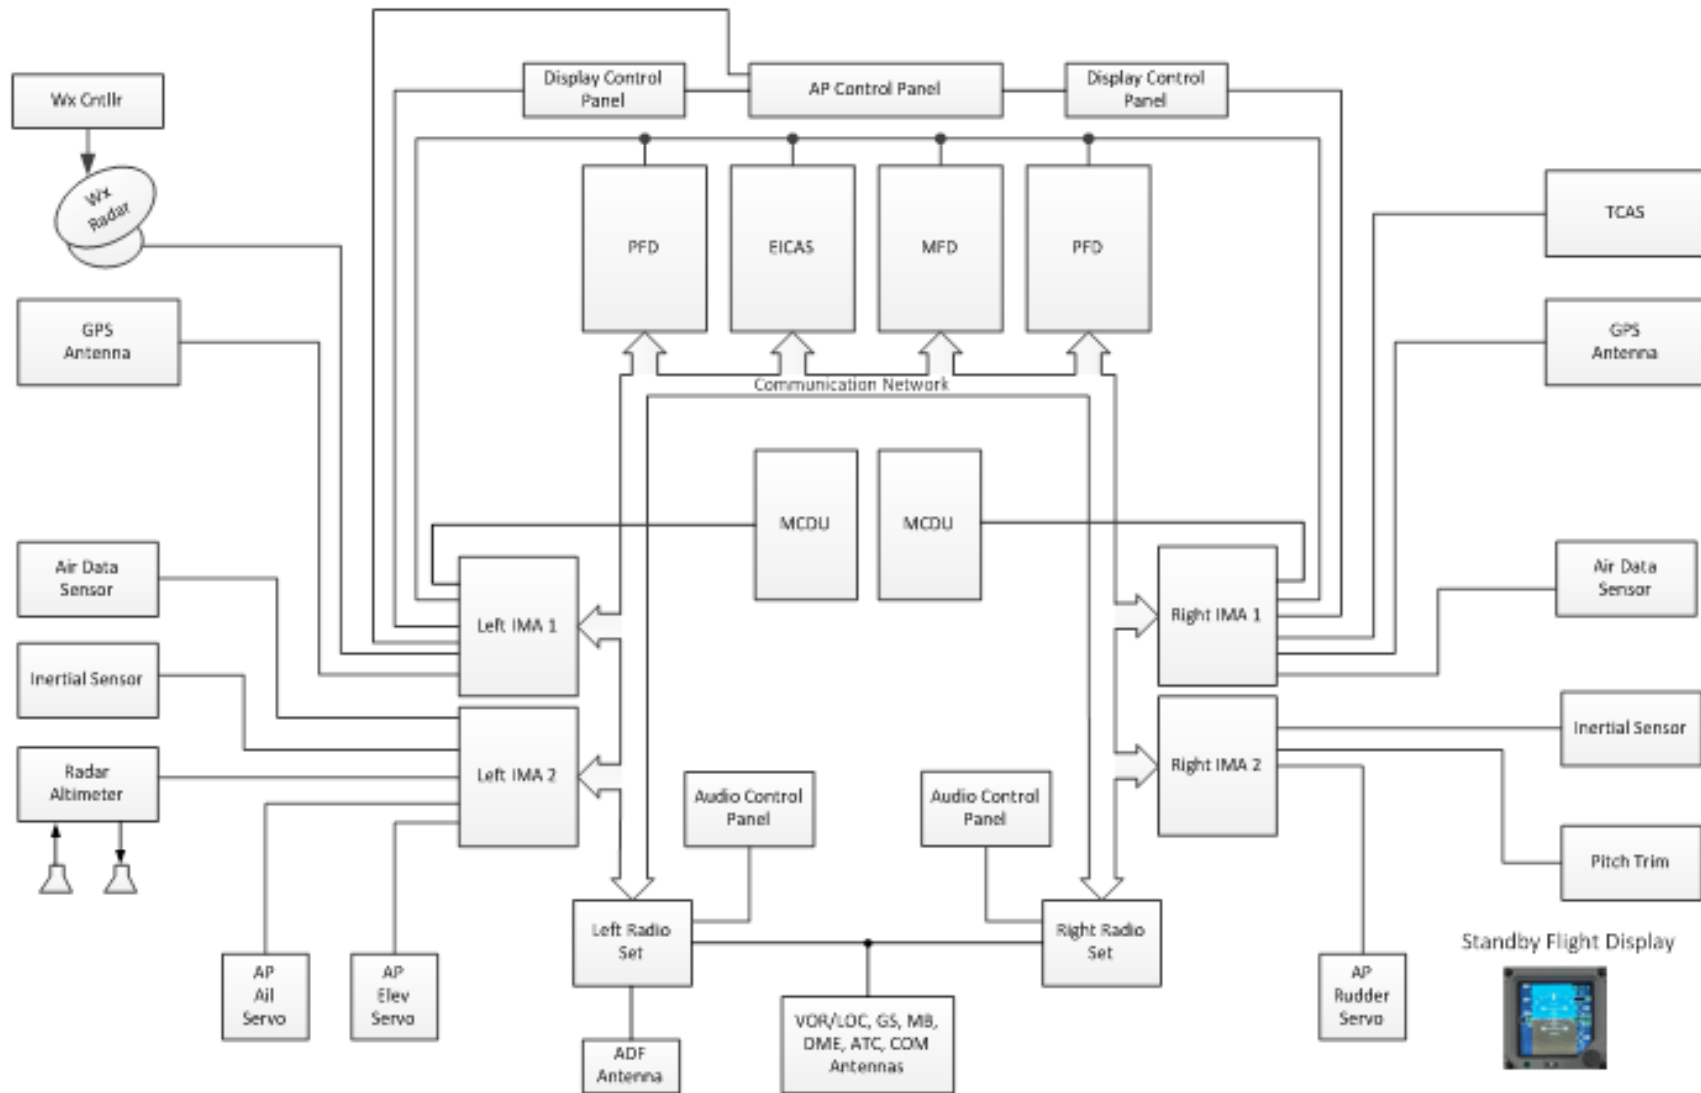 Display Control
Panel
AP Control Panel
Display Control
Panel
Wx Cntllr
Wx
Radar
TCAS
PFD
EICAS
MFD
PFD
GPS
Antenna
GPS
Antenna
Communication Network
MCDU
MCDU
Air Data
Sensor
Air Data
Sensor
Left IMA 1
Right IMA 1
Inertial Sensor
Inertial Sensor
Radar
Altimeter
Left IMA 2
Right IMA 2
Audio Control
Panel
Audio Control
Panel
Pitch Trim
Left Radio
Set
Right Radio
Set
Standby Flight Display
AP
Ail
Servo
AP
Elev
Servo
AP
Rudder
Servo
VOR/LOC, GS, MB,
DME, ATC, COM
Antennas
ADF
Antenna